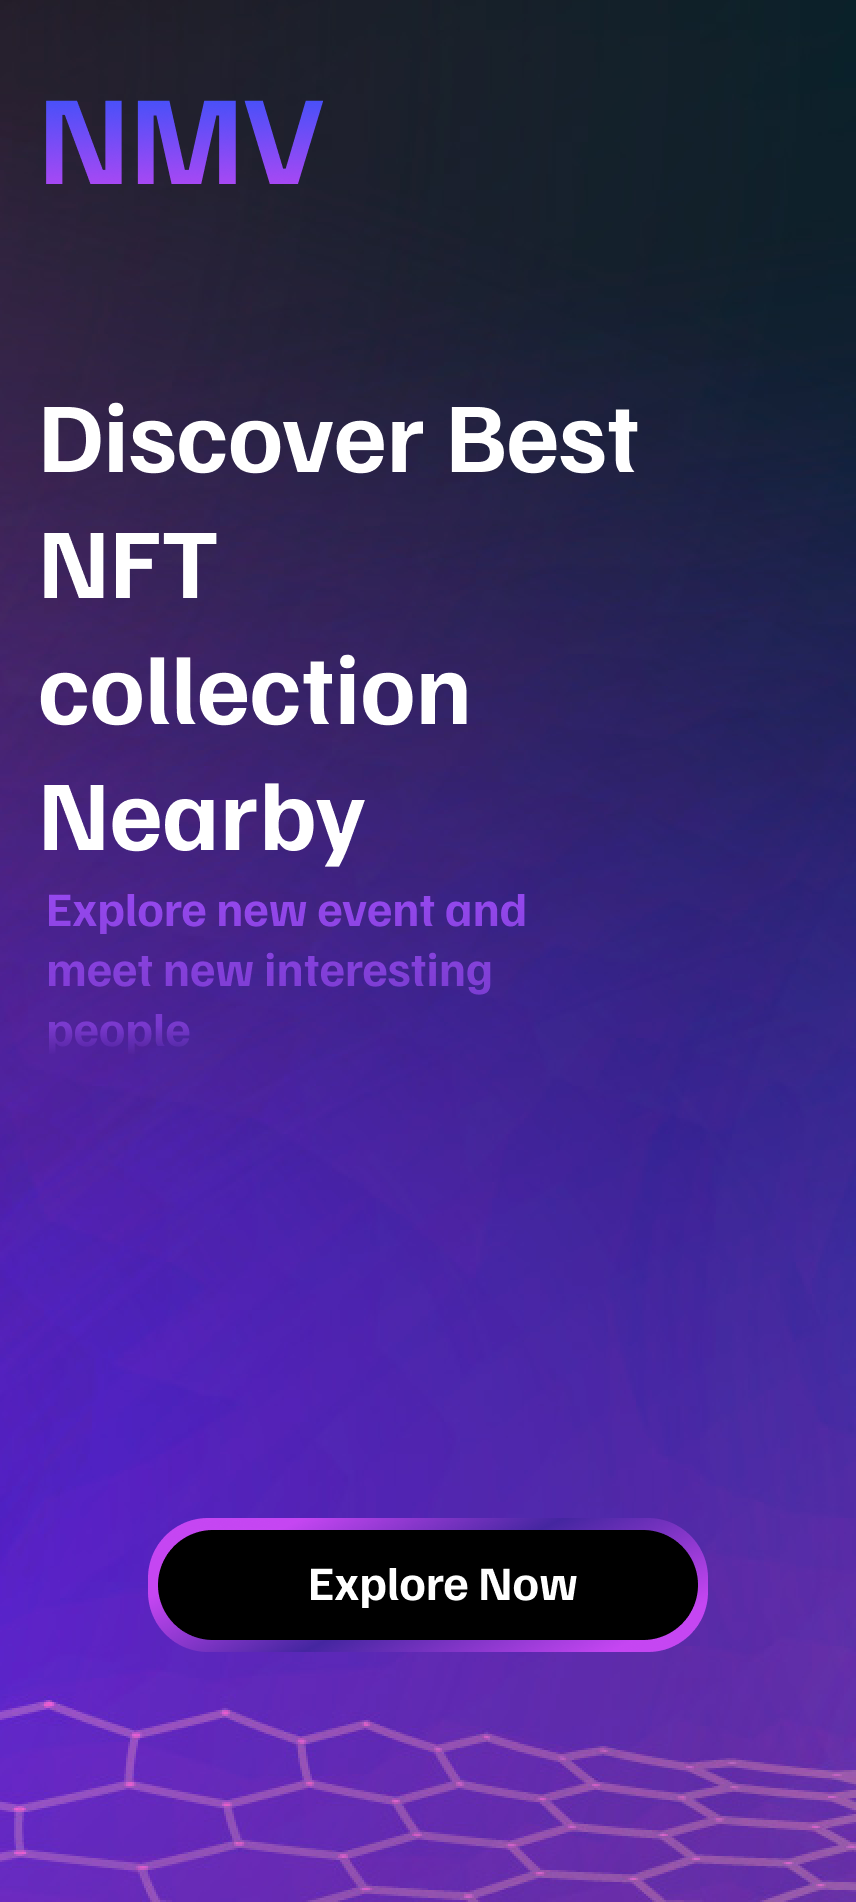 NMV
Discover Best
NFT
collection
Nearby
Explore new event and
meet new interesting
people
Explore Now